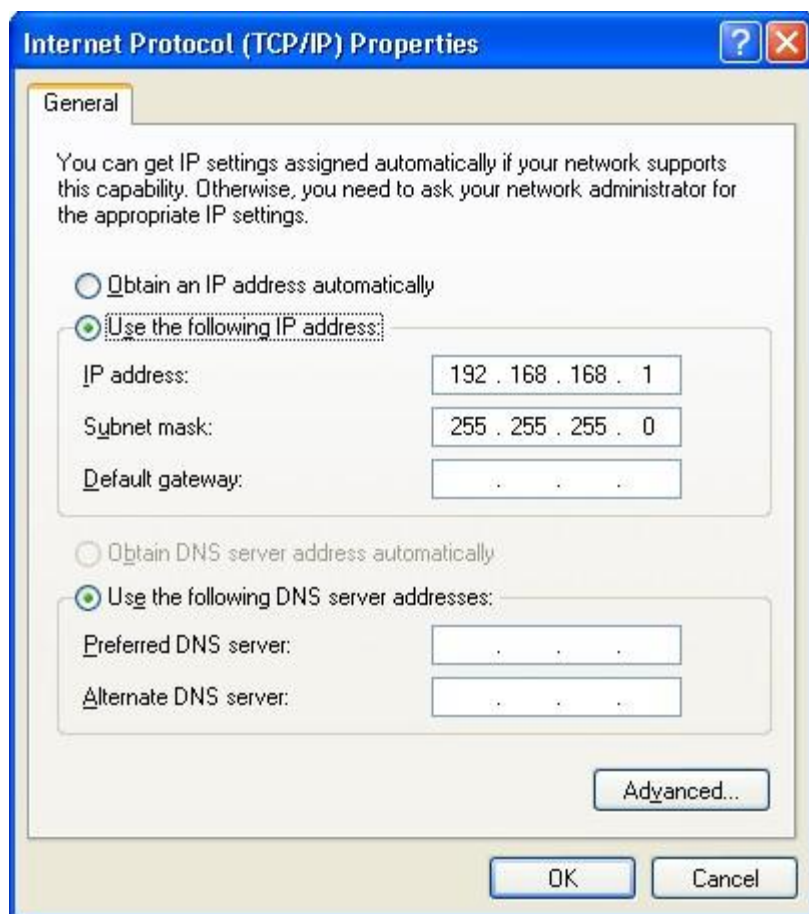 Internet Protocol (TCP/IP) Properties
General
You can get IP settings assigned automatically if your network supports
this capability. Otherwise, you need to ask your network administrator for
the appropriate IP settings.
Obtain an IP address automatically
Use the following IP address:
IP address: 192 . 168 . 168 . 1
Subnet mask: 255 . 255 . 255 . 0
Default gateway: . . .
Obtain DNS server address automatically
Use the following DNS server addresses:
Preferred DNS server: . . .
Alternate DNS server: . . .
Advanced...
OK Cancel